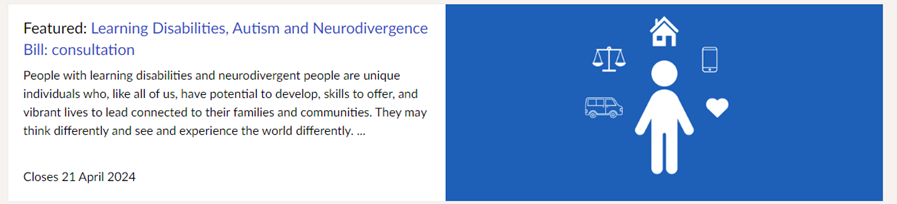 Featured: Learning Disabilities, Autism and Neurodivergence
Bill: consultation
People with learning disabilities and neurodivergent people are unique
individuals who, like all of us, have potential to develop, skills to offer, and
vibrant lives to lead connected to their families and communities. They may
think differently and see and experience the world differently. ...
Closes 21 April 2024